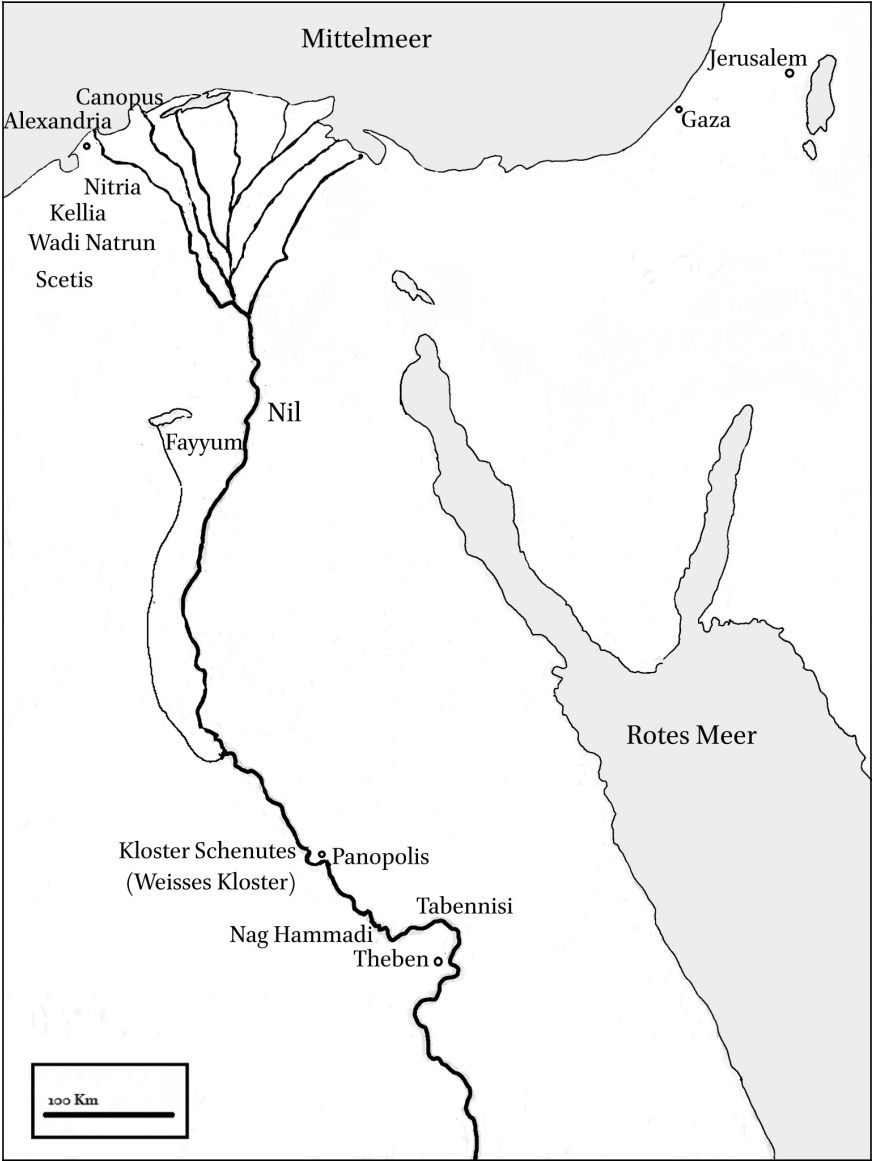 Mittelmeer
Jerusalem
Canopus
Alexandria
Gaza
Nitria
Kellia
Wadi Natrun
Scetis
Nil
Fayyum
Rotes Meer
Kloster Schenutes
(Weisses Kloster)
Panopolis
Tabennisi
Nag Hammadi
Theben
100 Km